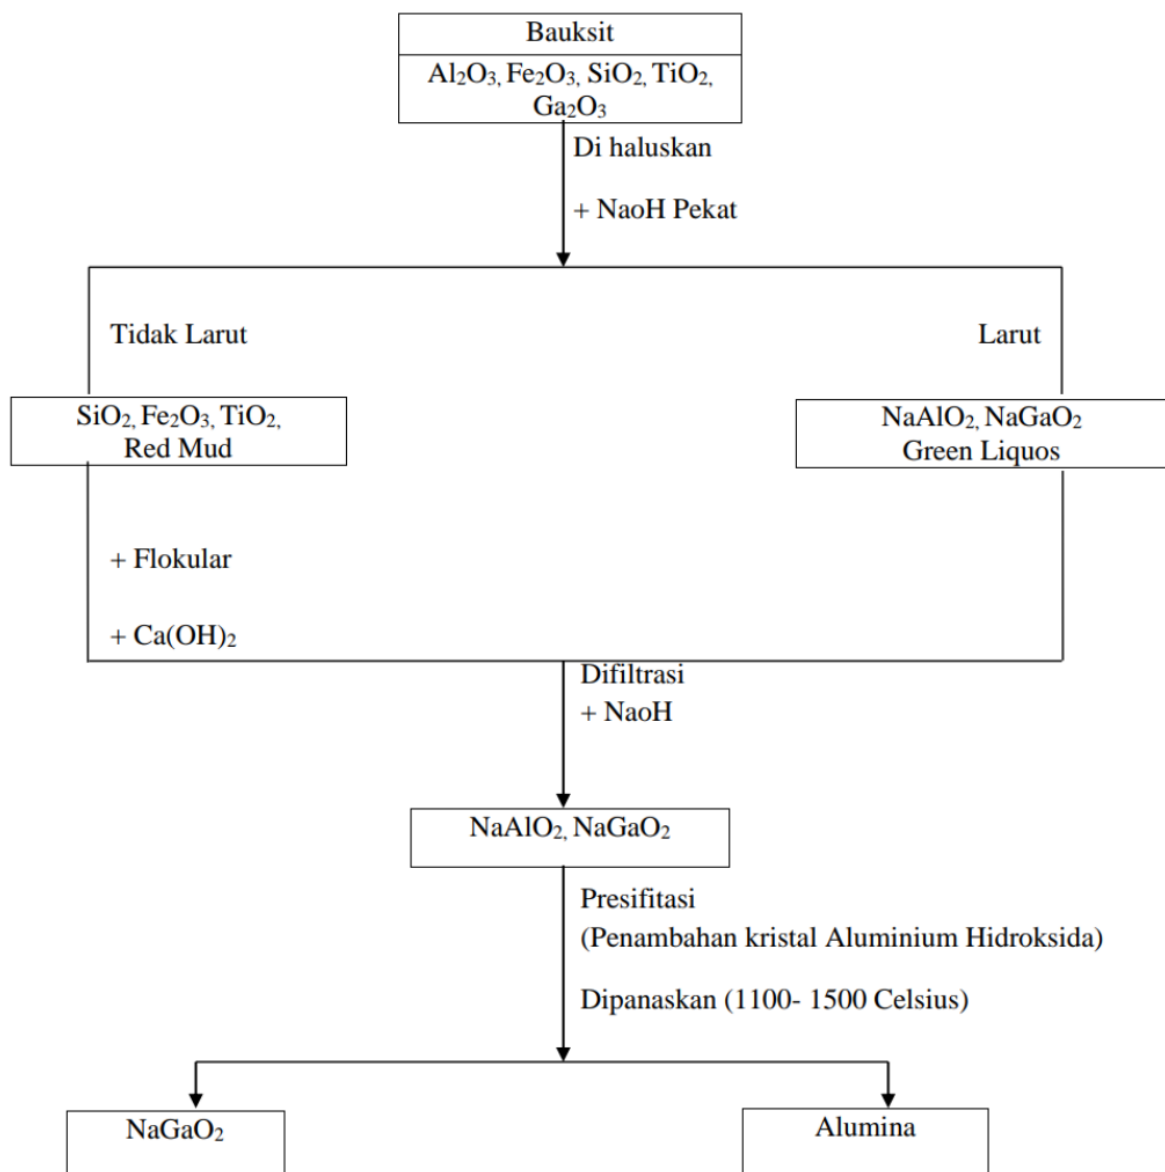 Bauksit
Al₂O₃, Fe₂O₃, SiO₂, TiO₂,
Ga₂O₃
Di haluskan
+ NaoH Pekat
Tidak Larut
Larut
SiO₂, Fe₂O₃, TiO₂,
Red Mud
NaAlO₂, NaGaO₂
Green Liquos
+ Flokular
+ Ca(OH)₂
Difiltrasi
+ NaoH
NaAlO₂, NaGaO₂
Presifitasi
(Penambahan kristal Aluminium Hidroksida)
Dipanaskan (1100- 1500 Celsius)
NaGaO₂
Alumina